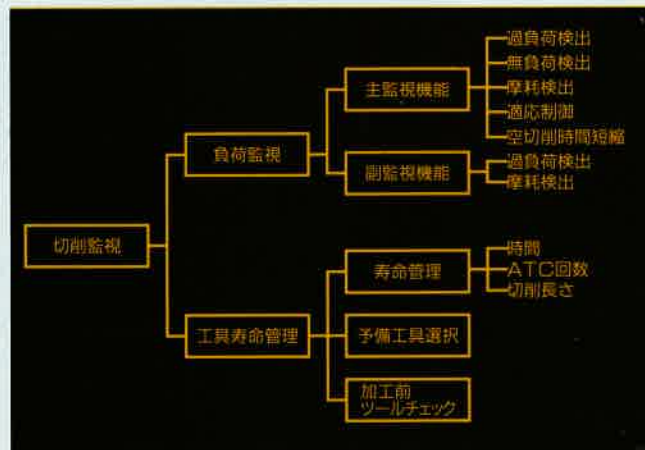 切削監視
負荷監視
主監視機能
過負荷検出
無負荷検出
摩耗検出
適応制御
空切削時間短縮
副監視機能
過負荷検出
摩耗検出
工具寿命管理
寿命管理
時間
ATC回数
切削長さ
予備工具選択
加工前
ツールチェック